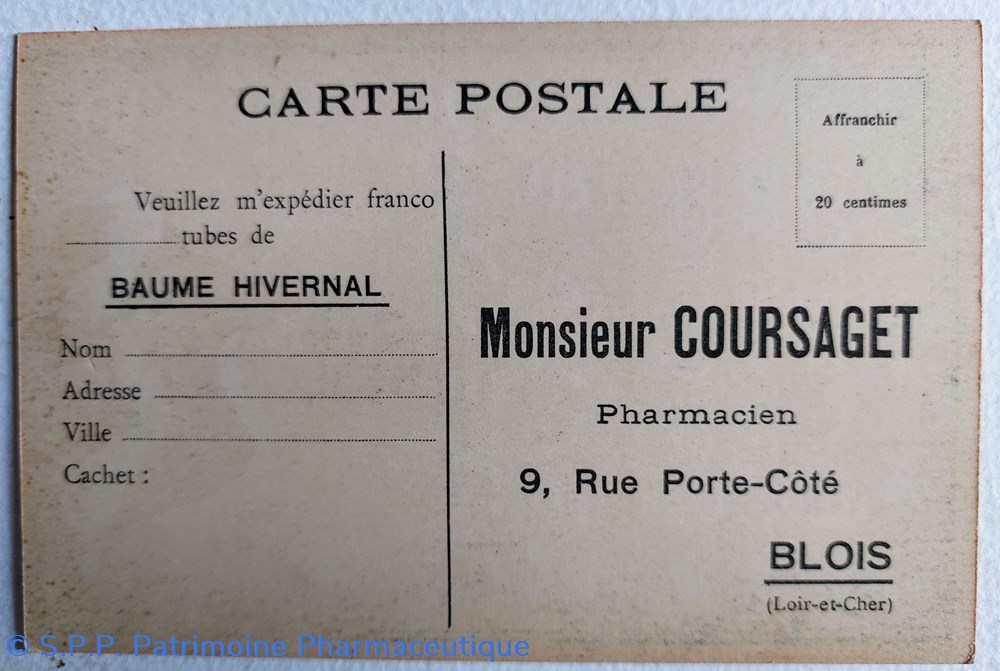 CARTE POSTALE
Affranchir
à
20 centimes
Veuillez m'expédier franco
tubes de
BAUME HIVERNAL
Nom
Adresse
Ville
Cachet :
Monsieur COURSAGET
Pharmacien
9, Rue Porte-Côté
BLOIS
(Loir-et-Cher)
© S.P.P. Patrimoine Pharmaceutique